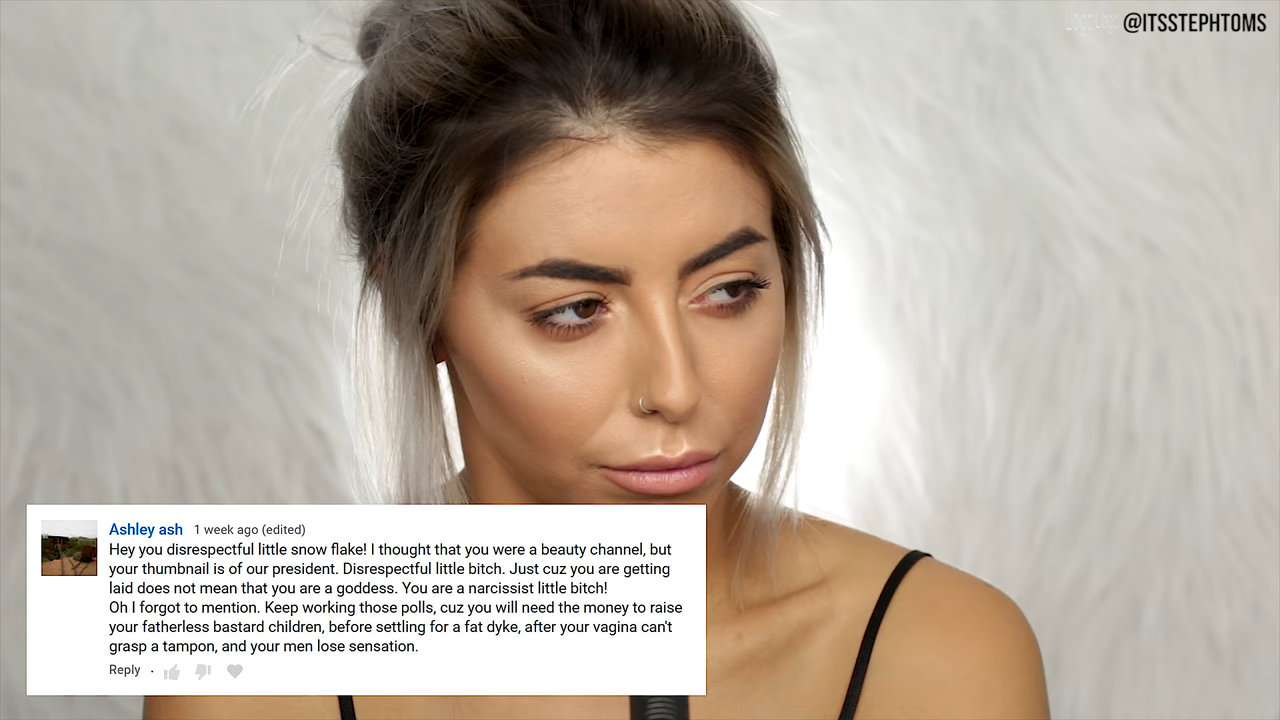 @ITSSTEPHTOMS
Ashley ash 1 week ago (edited)
Hey you disrespectful little snow flake! I thought that you were a beauty channel, but
your thumbnail is of our president. Disrespectful little bitch. Just cuz you are getting
laid does not mean that you are a goddess. You are a narcissist little bitch!
Oh I forgot to mention. Keep working those polls, cuz you will need the money to raise
your fatherless bastard children, before settling for a fat dyke, after your vagina can't
grasp a tampon, and your men lose sensation.
Reply ·